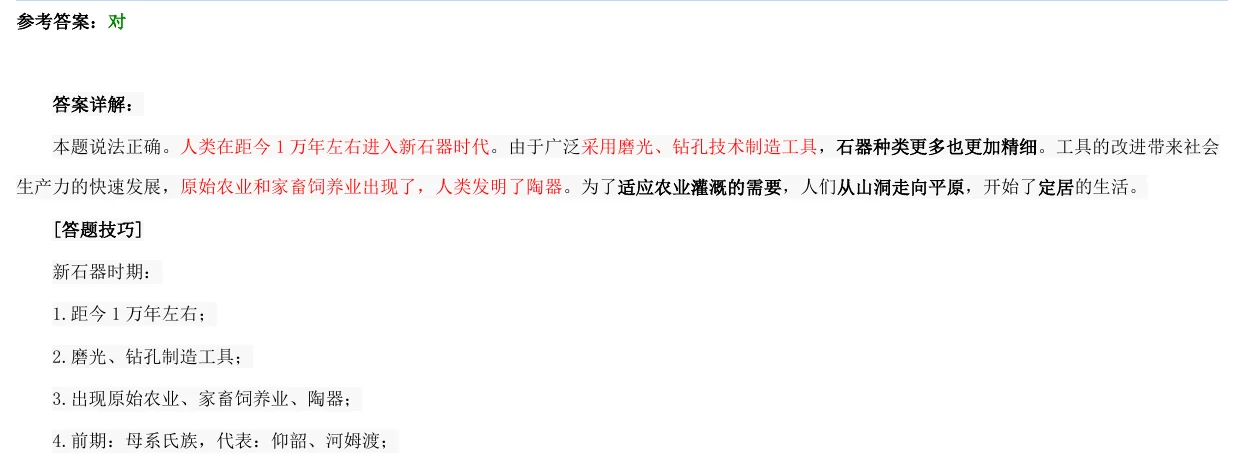 参考答案：对
答案详解：
本题说法正确。人类在距今 1 万年左右进入新石器时代。由于广泛采用磨光、钻孔技术制造工具，石器种类更多也更加精细。工具的改进带来社会
生产力的快速发展，原始农业和家畜饲养业出现了，人类发明了陶器。为了适应农业灌溉的需要，人们从山洞走向平原，开始了定居的生活。
[答题技巧]
新石器时期：
1.距今 1 万年左右；
2.磨光、钻孔制造工具；
3.出现原始农业、家畜饲养业、陶器；
4.前期：母系氏族，代表：仰韶、河姆渡；